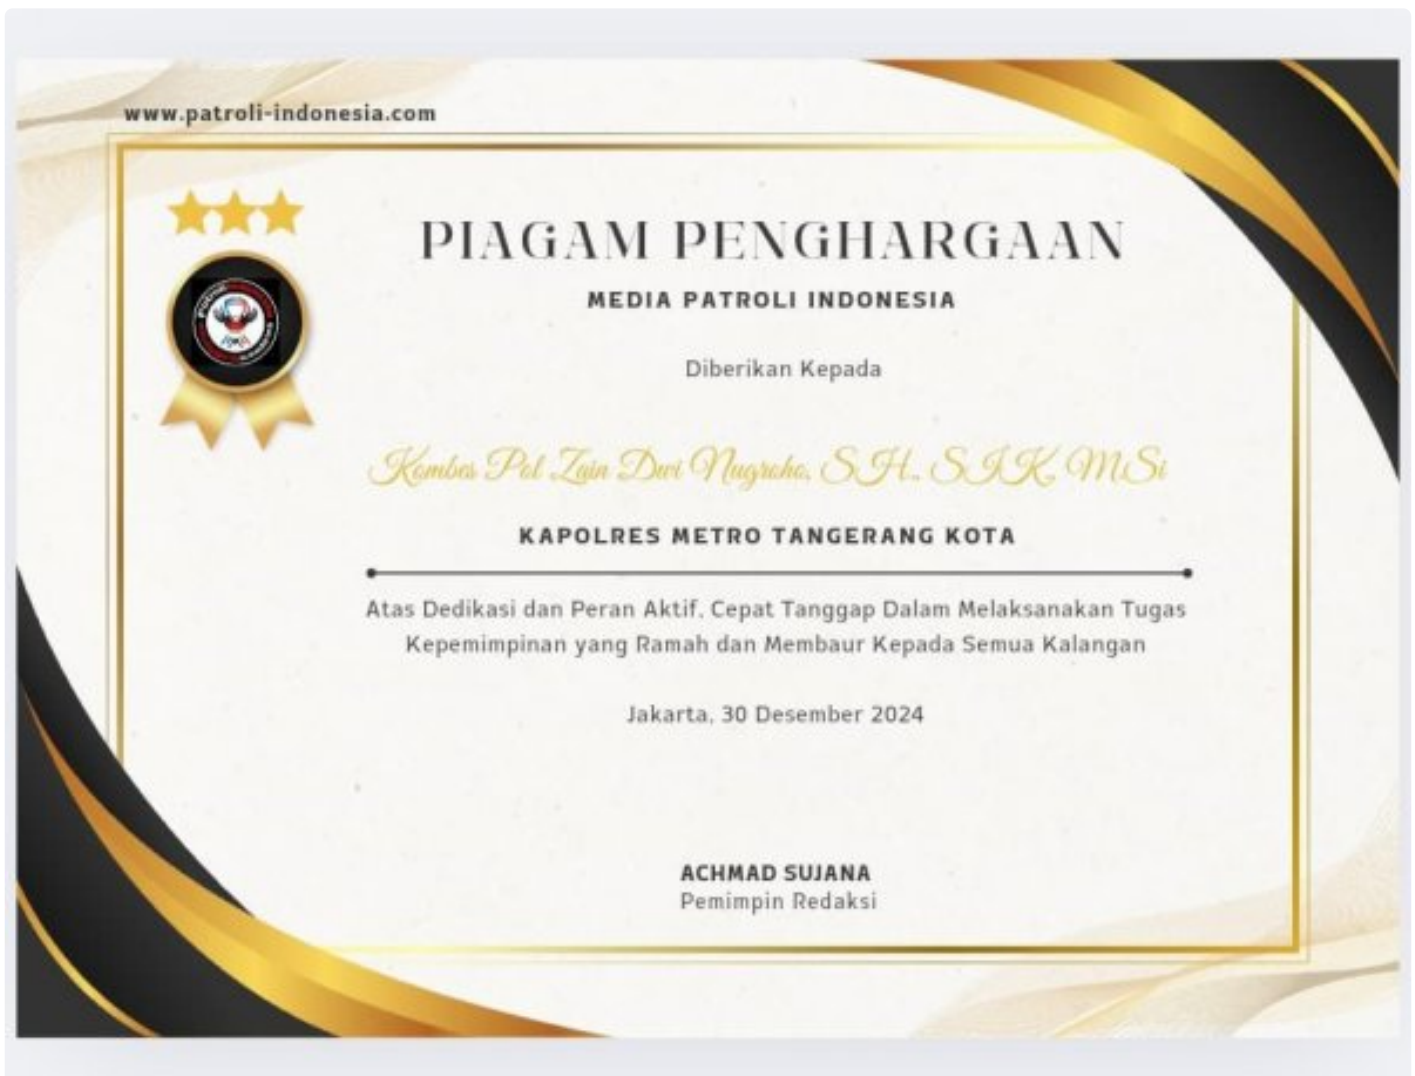 www.patroli-indonesia.com
PIAGAM PENGHARGAAN
MEDIA PATROLI INDONESIA
Diberikan Kepada
Kombes Pol Zain Dwi Nugroho, S.H., S.I.K, M.Si
KAPOLRES METRO TANGERANG KOTA
Atas Dedikasi dan Peran Aktif, Cepat Tanggap Dalam Melaksanakan Tugas
Kepemimpinan yang Ramah dan Membaur Kepada Semua Kalangan
Jakarta, 30 Desember 2024
ACHMAD SUJANA
Pemimpin Redaksi